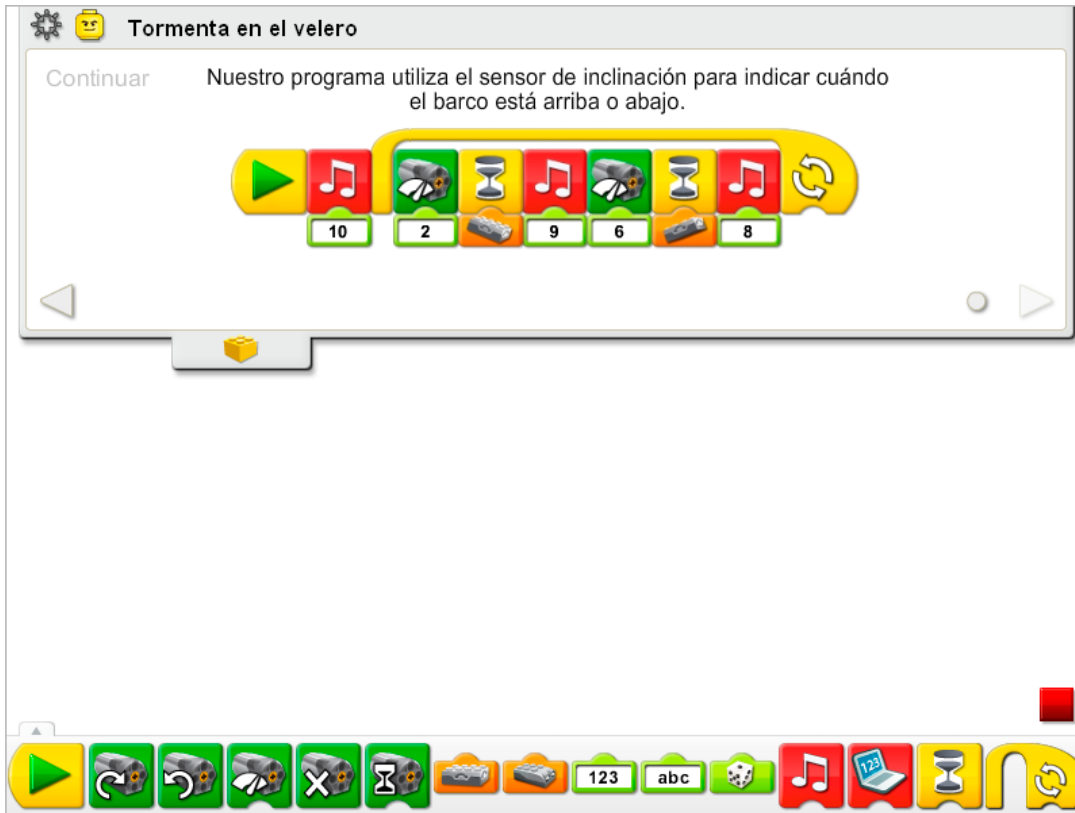 Tormenta en el velero
Continuar
Nuestro programa utiliza el sensor de inclinación para indicar cuándo
el barco está arriba o abajo.
10 2 9 6 8
123 abc 123